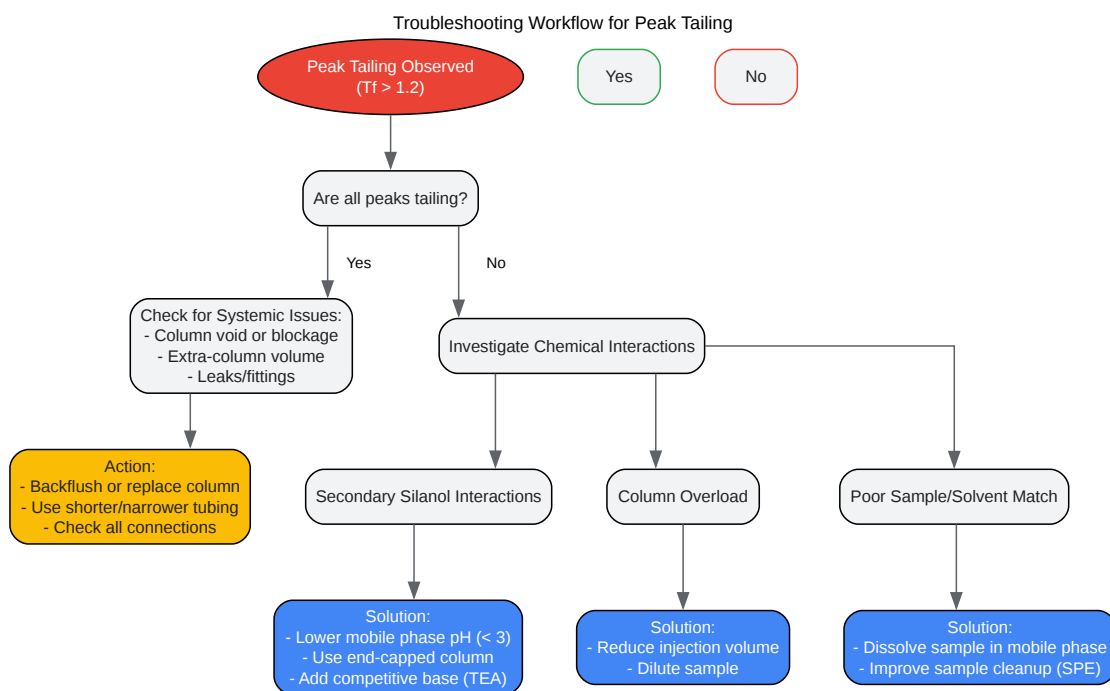 Troubleshooting Workflow for Peak Tailing
Peak Tailing Observed
(Tf > 1.2)
Yes
No
Are all peaks tailing?
Yes
No
Check for Systemic Issues:
- Column void or blockage
- Extra-column volume
- Leaks/fittings
Investigate Chemical Interactions
Action:
- Backflush or replace column
- Use shorter/narrower tubing
- Check all connections
Secondary Silanol Interactions
Column Overload
Poor Sample/Solvent Match
Solution:
- Lower mobile phase pH (< 3)
- Use end-capped column
- Add competitive base (TEA)
Solution:
- Reduce injection volume
- Dilute sample
Solution:
- Dissolve sample in mobile phase
- Improve sample cleanup (SPE)